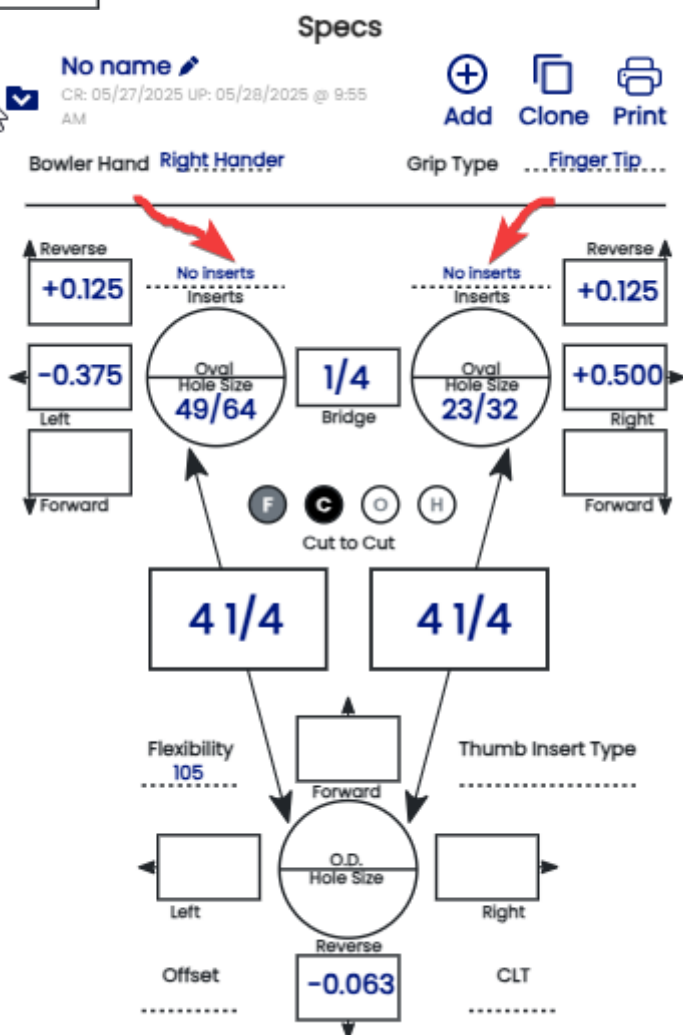 Specs
No name
CR: 05/27/2025 UP: 05/28/2025 @ 9:55
AM
Add Clone Print
Bowler Hand Right Hander Grip Type Finger Tip
Reverse Reverse
+0.125 No inserts No inserts +0.125
Inserts Inserts
-0.375 Oval 1/4 Oval +0.500
Hole Size Hole Size
49/64 23/32
Left Bridge Right
Forward F C O H Forward
Cut to Cut
4 1/4 4 1/4
Flexibility Thumb Insert Type
105
Forward
O.D.
Hole Size
Left Right
Reverse
Offset -0.063 CLT